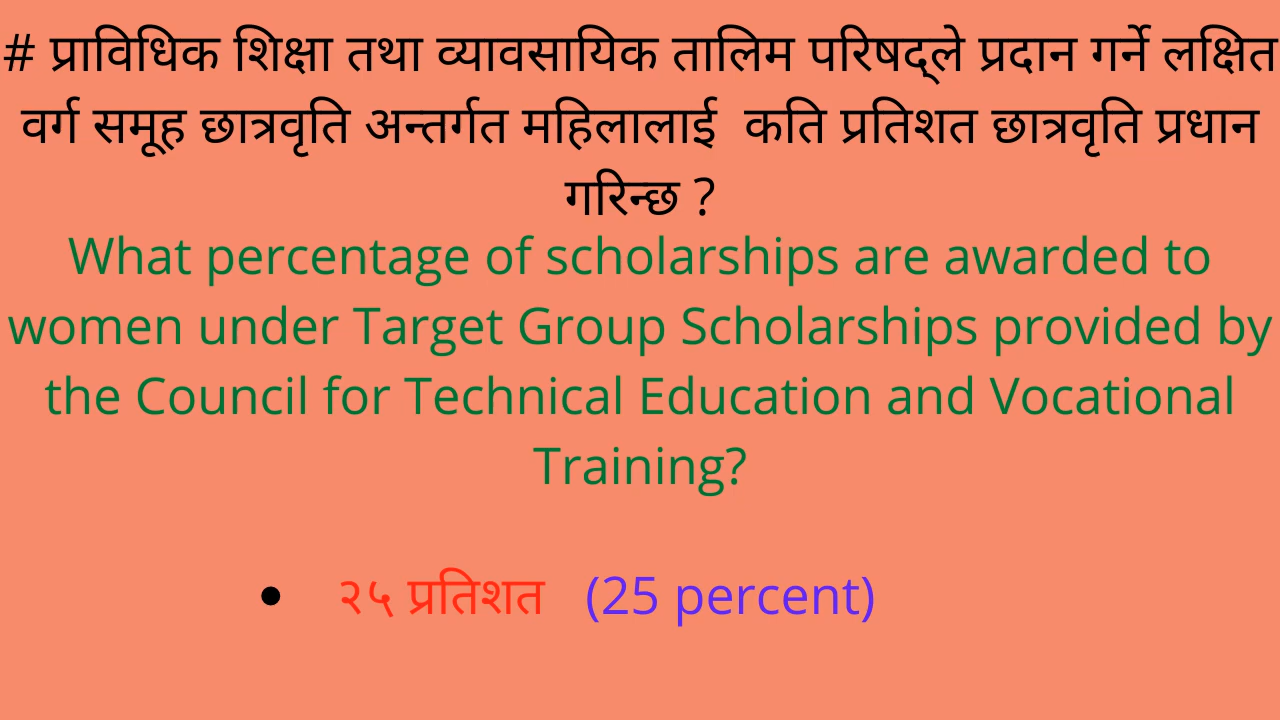 # प्राविधिक शिक्षा तथा व्यावसायिक तालिम परिषद्ले प्रदान गर्ने लक्षित
वर्ग समूह छात्रवृति अन्तर्गत महिलालाई  कति प्रतिशत छात्रवृति प्रधान
गरिन्छ ?
What percentage of scholarships are awarded to
women under Target Group Scholarships provided by
the Council for Technical Education and Vocational
Training?
• २५ प्रतिशत (25 percent)